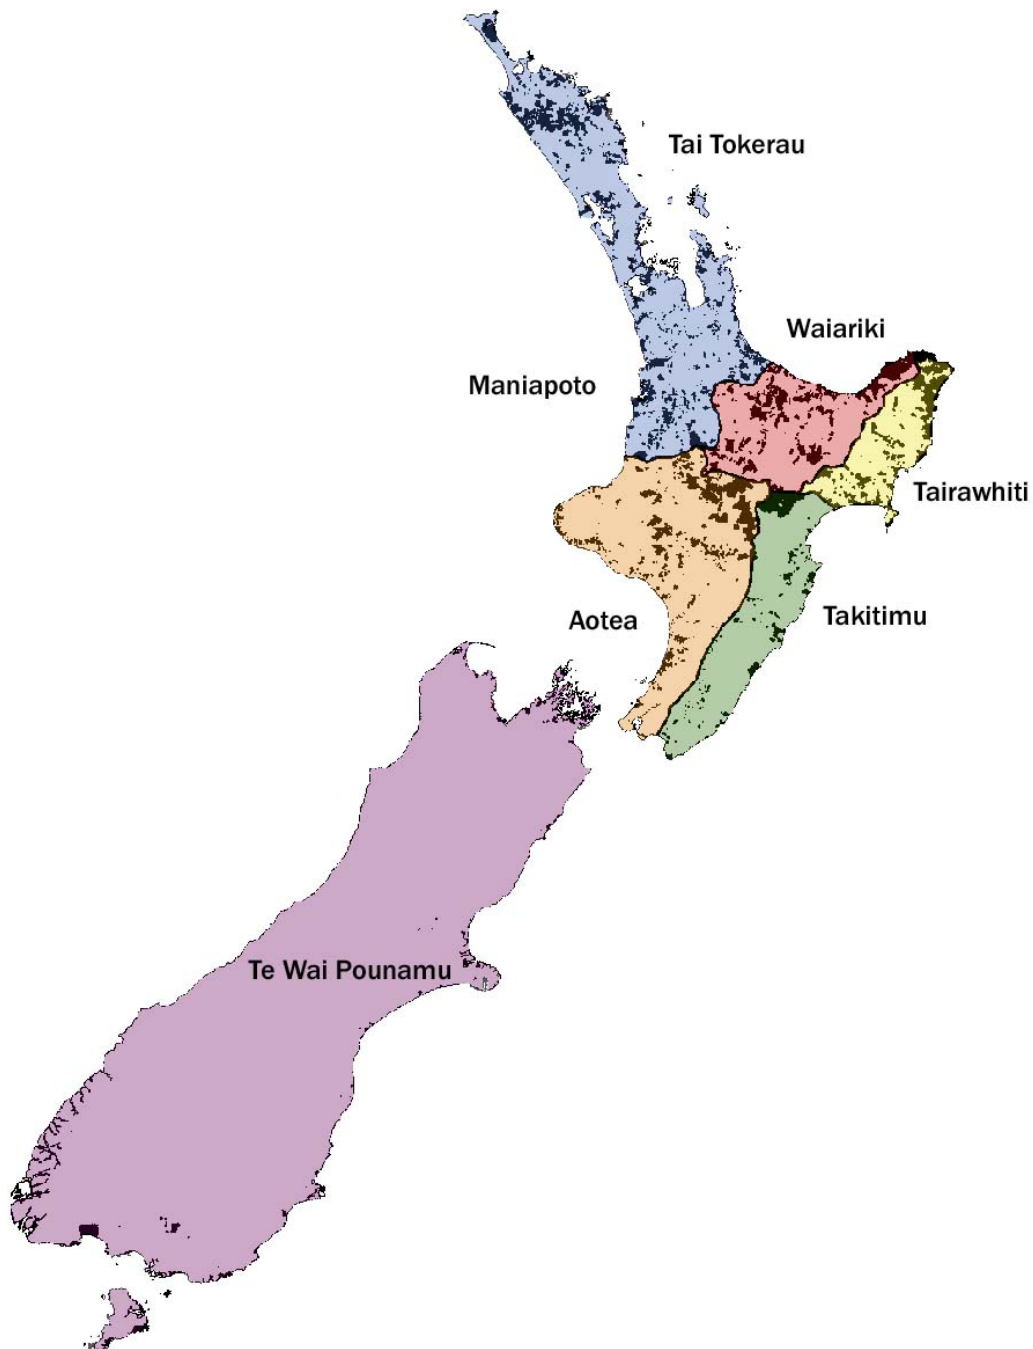 Tai Tokerau
Waiariki
Maniapoto
Tairawhiti
Aotea
Takitimu
Te Wai Pounamu